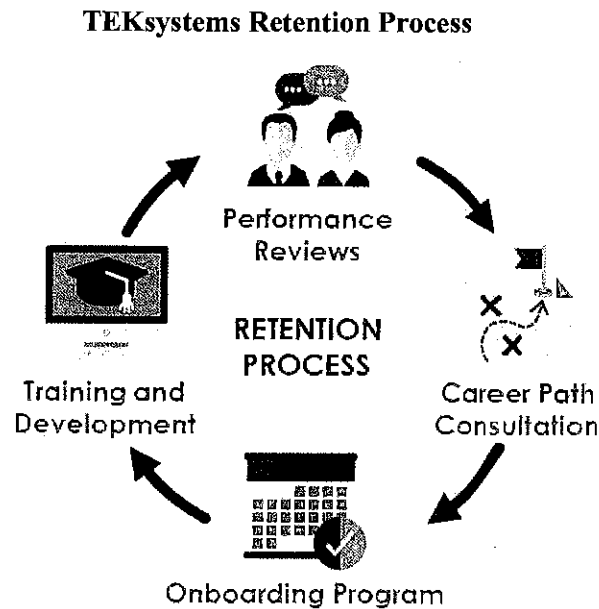 TEKsystems Retention Process
Performance
Reviews
RETENTION
PROCESS
Training and
Development
Career Path
Consultation
Onboarding Program